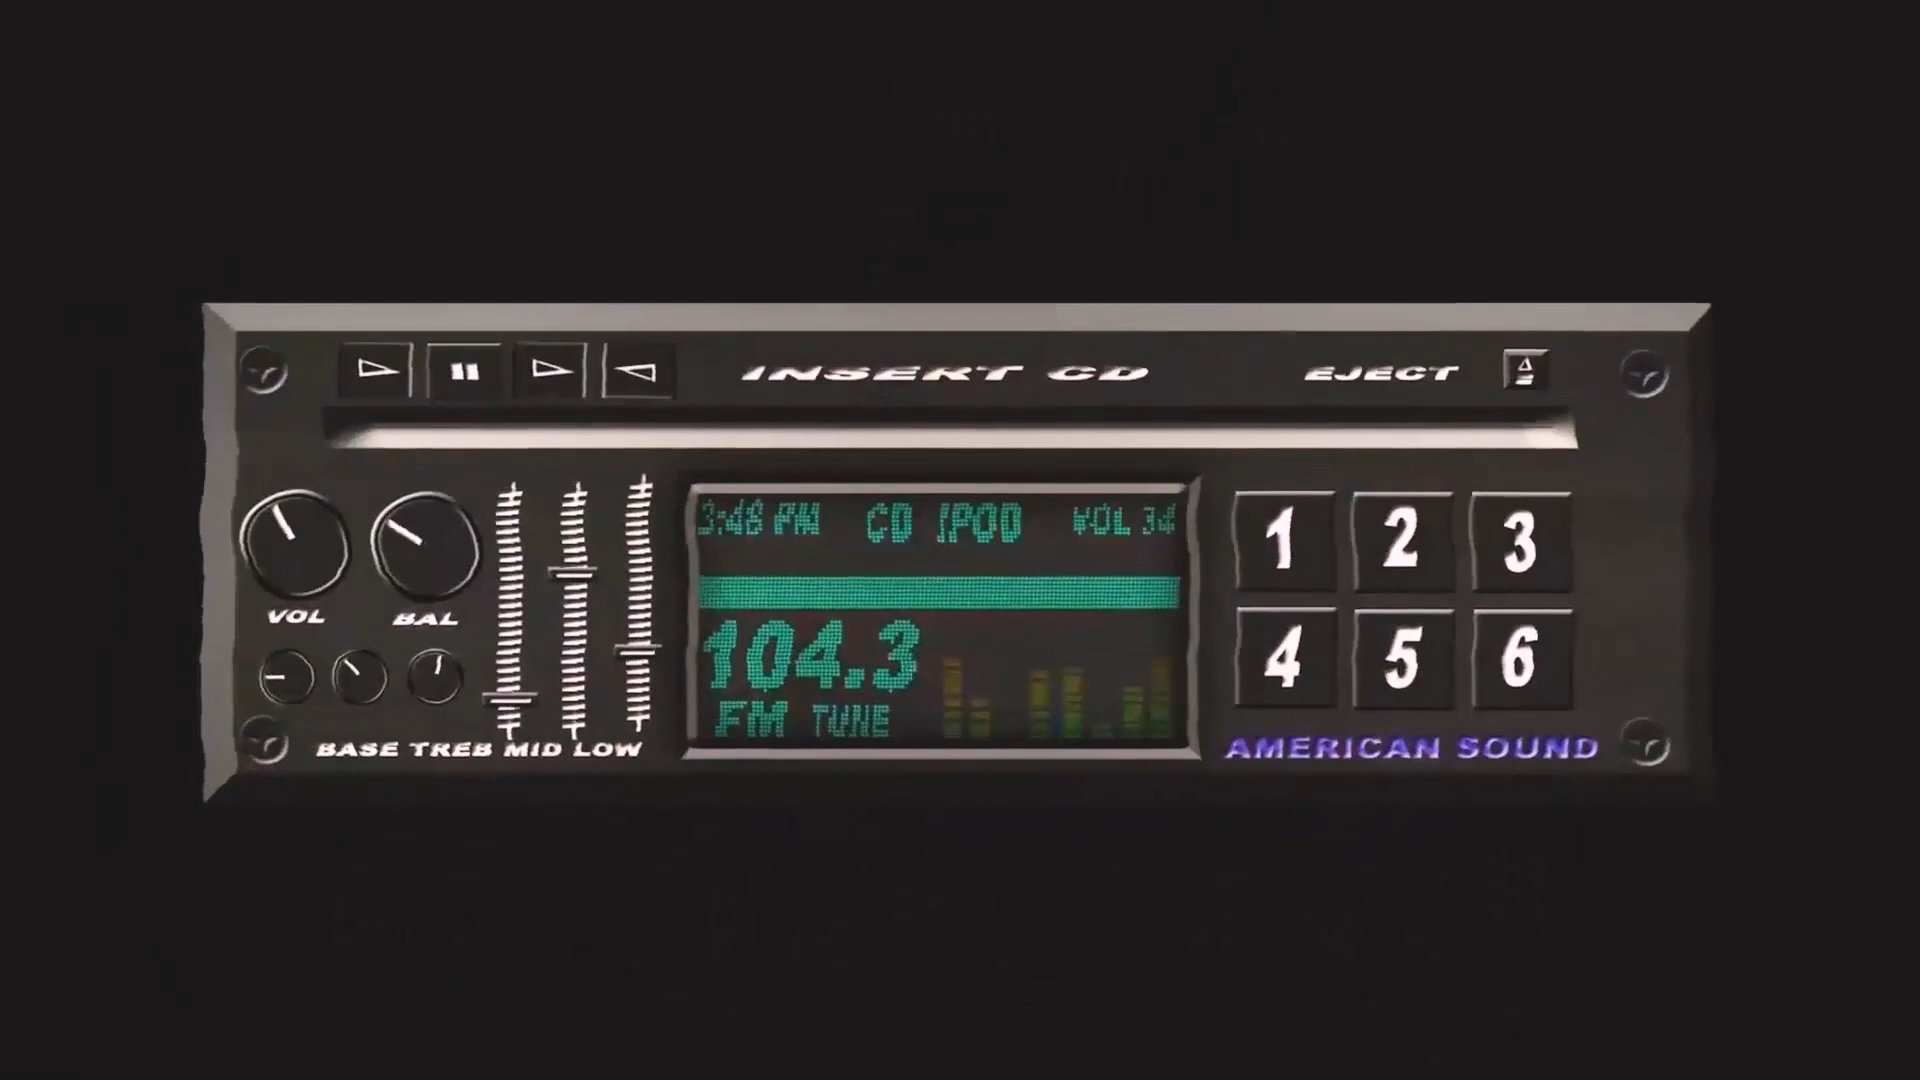 INSERT CD EJECT
3:48 PM CD IPOD VOL 34
104.3
FM TUNE
VOL BAL
BASE TREB MID LOW
1 2 3
4 5 6
AMERICAN SOUND